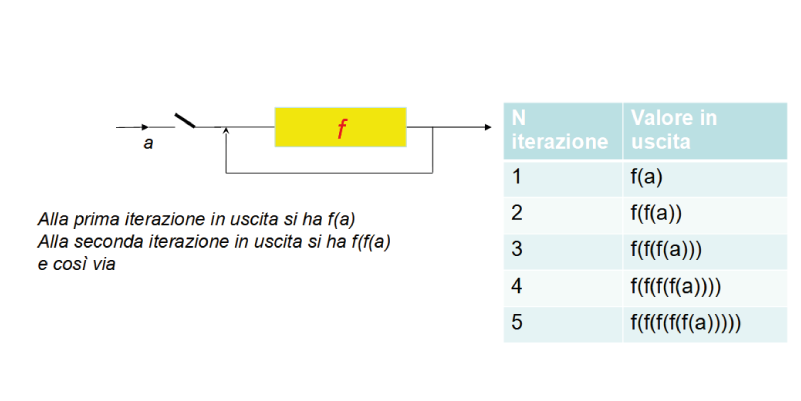 a
f
Alla prima iterazione in uscita si ha f(a)
Alla seconda iterazione in uscita si ha f(f(a)
e così via
N iterazione
Valore in uscita
1
f(a)
2
f(f(a))
3
f(f(f(a)))
4
f(f(f(f(a))))
5
f(f(f(f(f(a)))))